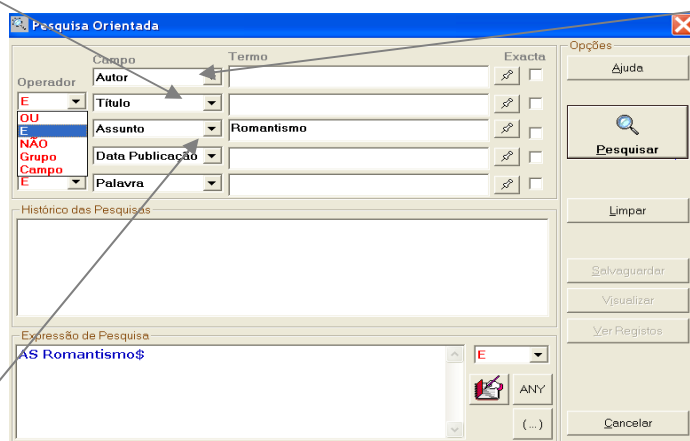 Pesquisa Orientada
Operador Campo Termo Exacta
Autor
E Título
OU
E
NÃO
Grupo
Campo
Assunto Romantismo
Data Publicação
E Palavra
Histórico das Pesquisas
Expressão de Pesquisa
AS Romantismo$
E
ANY
(...)
Opções
Ajuda
Pesquisar
Limpar
Salvaguardar
Visualizar
Ver Registos
Cancelar